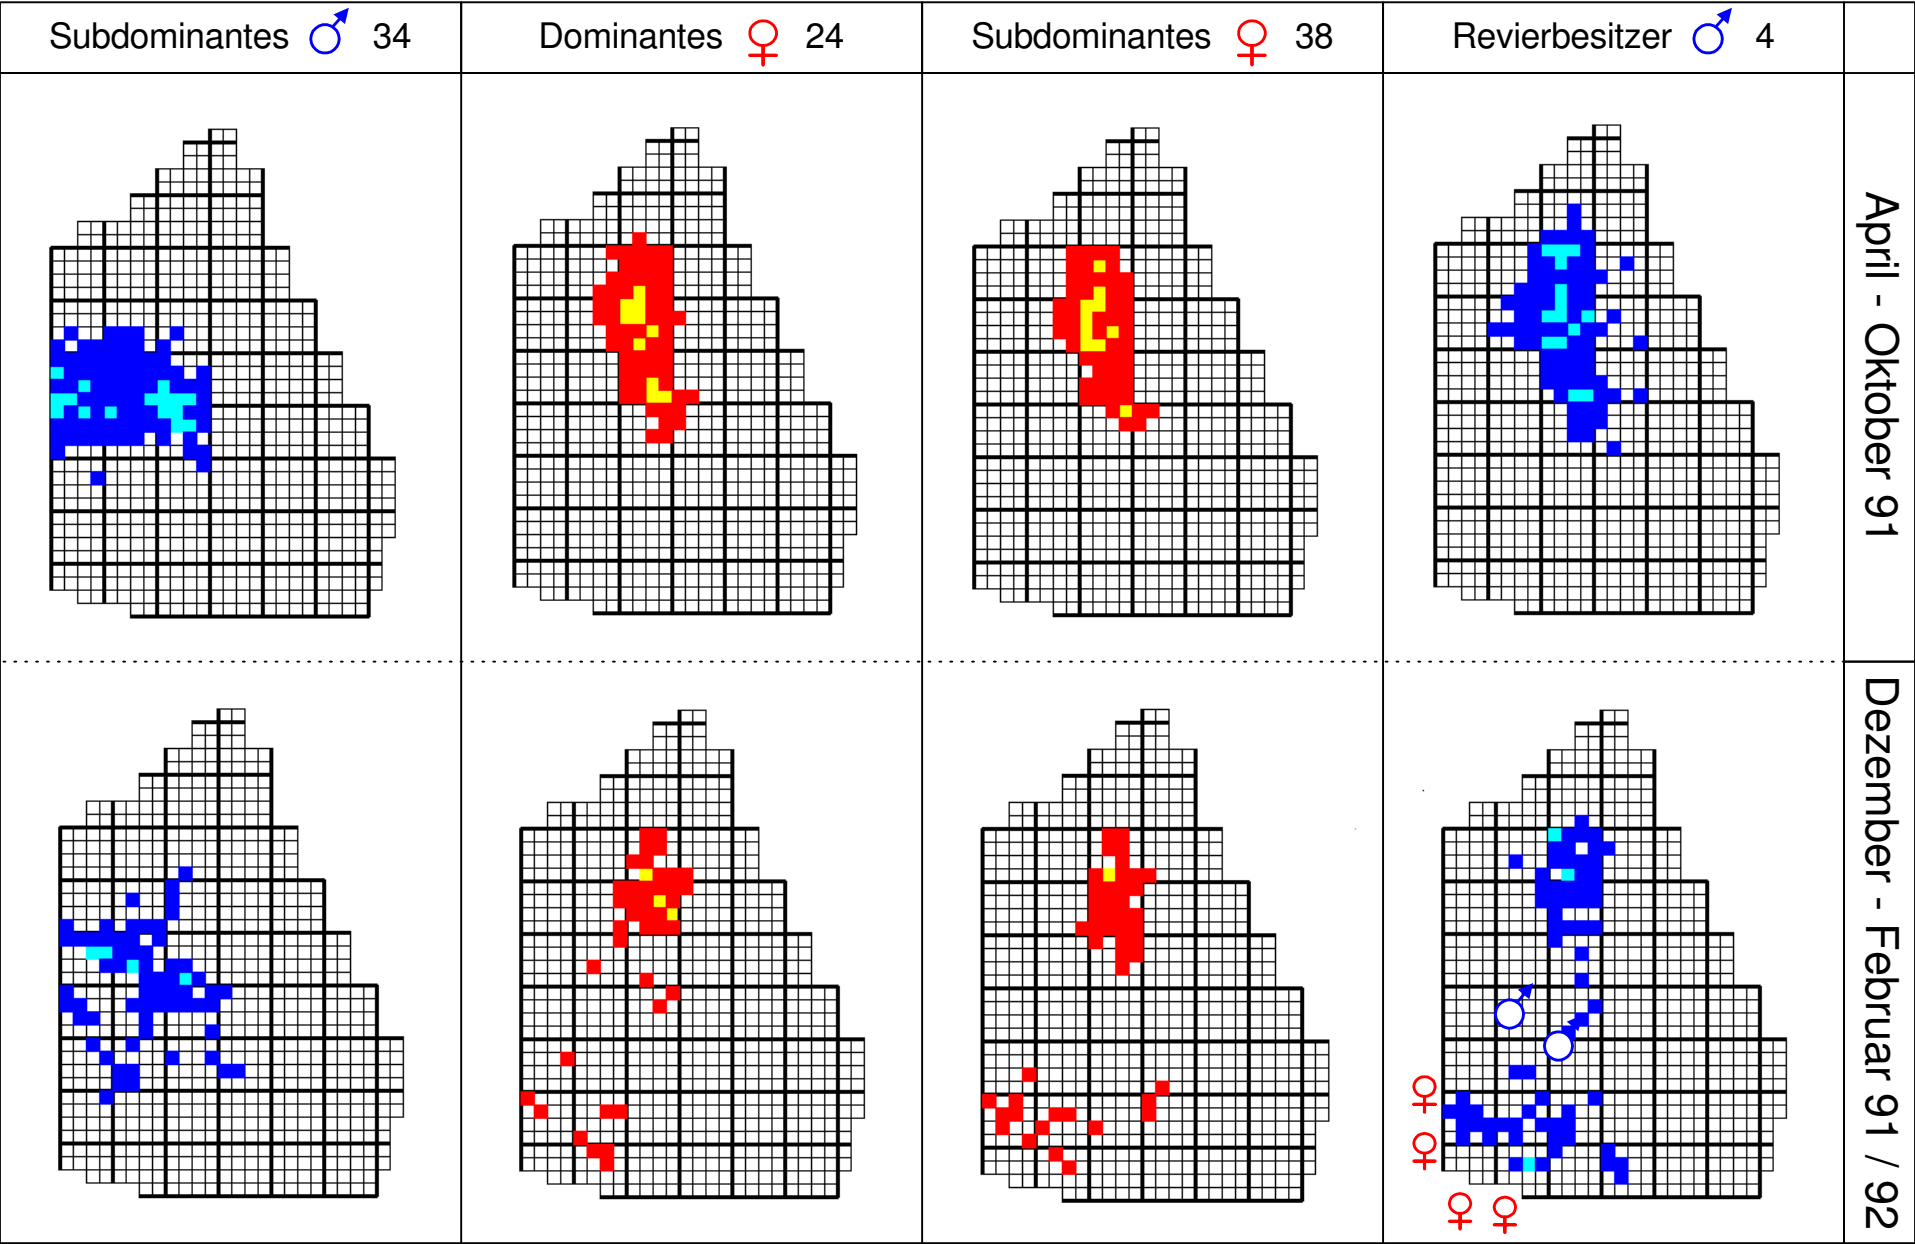 Subdominantes ♂ 34
Dominantes ♀ 24
Subdominantes ♀ 38
Revierbesitzer ♂ 4
April - Oktober 91
Dezember - Februar 91 / 92